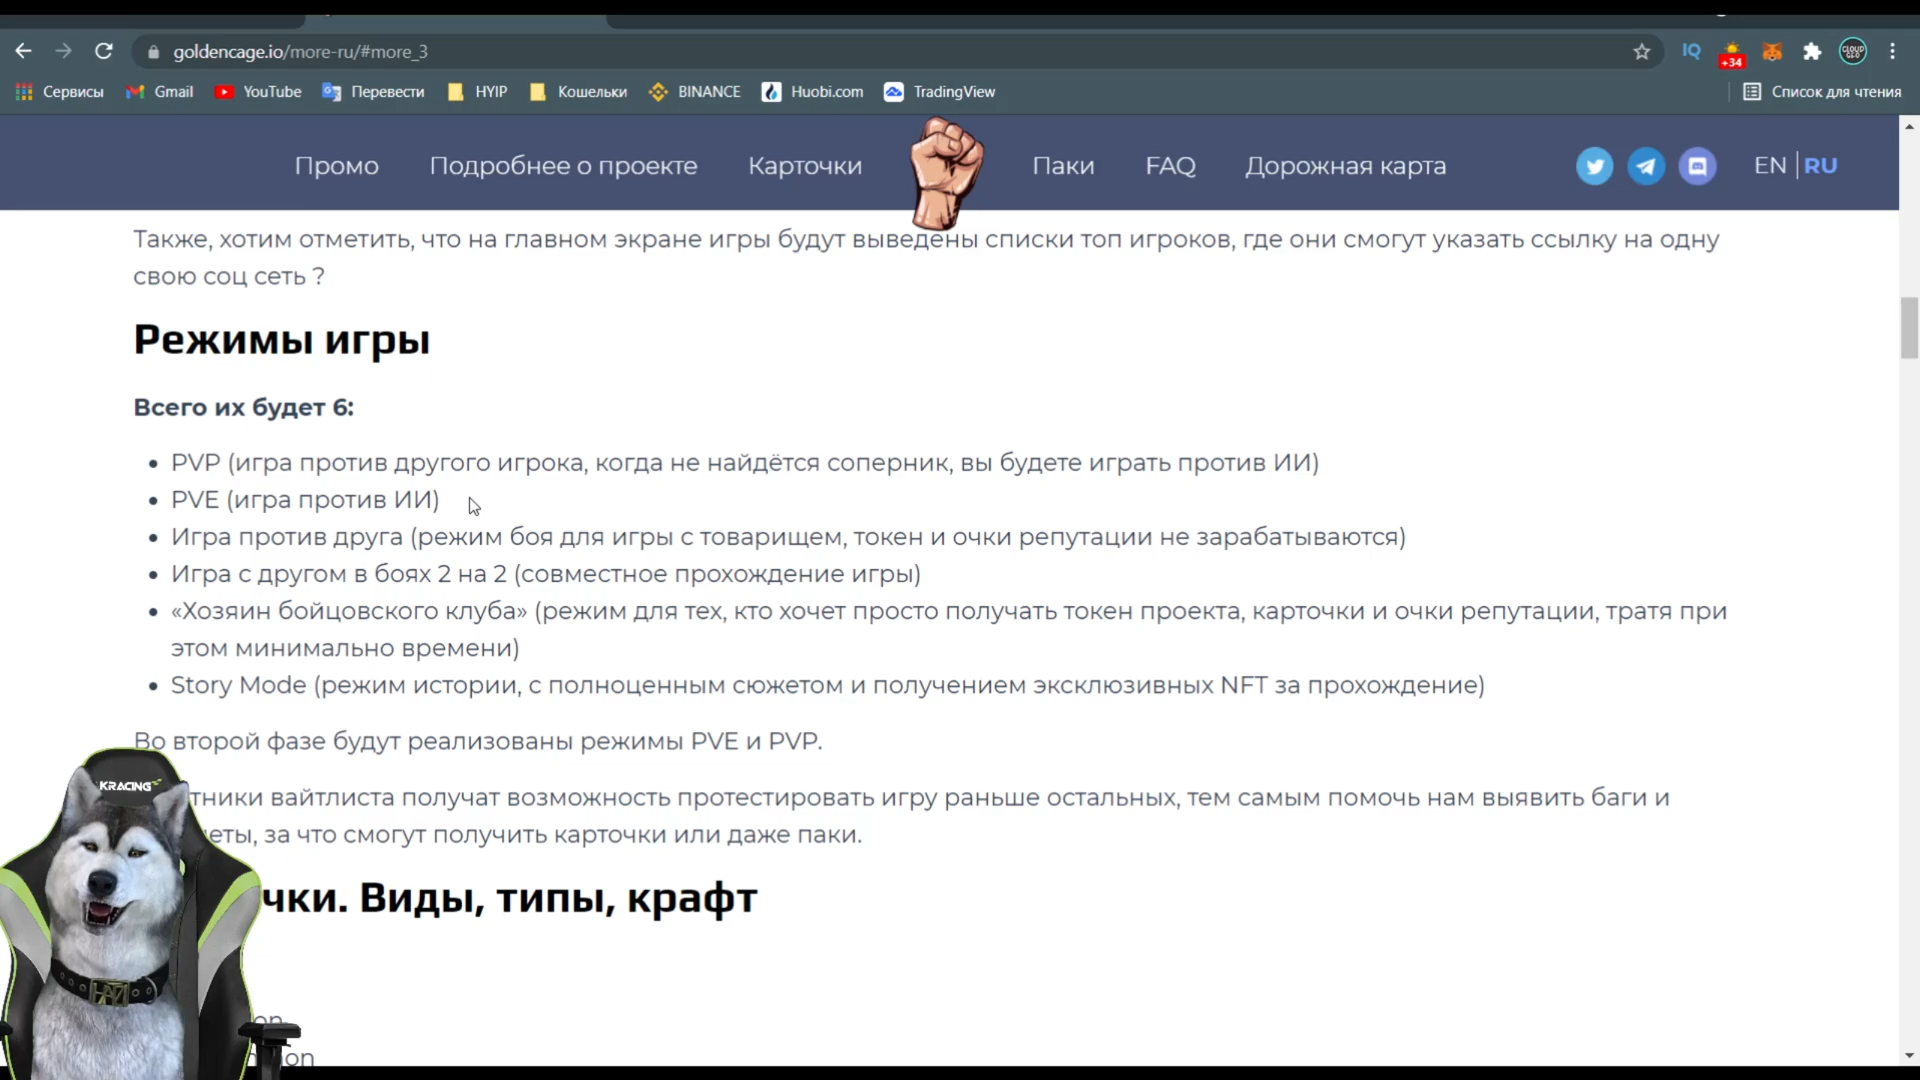 goldencage.io/more-ru/#more_3
IQ
+34
Сервисы
Gmail
YouTube
Перевести
HYIP
Кошельки
BINANCE
Huobi.com
TradingView
Список для чтения
Промо
Подробнее о проекте
Карточки
Паки
FAQ
Дорожная карта
EN | RU
Также, хотим отметить, что на главном экране игры будут выведены списки топ игроков, где они смогут указать ссылку на одну
свою соц сеть ?
Режимы игры
Всего их будет 6:
• PVP (игра против другого игрока, когда не найдётся соперник, вы будете играть против ИИ)
• PVE (игра против ИИ)
• Игра против друга (режим боя для игры с товарищем, токен и очки репутации не зарабатываются)
• Игра с другом в боях 2 на 2 (совместное прохождение игры)
• «Хозяин бойцовского клуба» (режим для тех, кто хочет просто получать токен проекта, карточки и очки репутации, тратя при
этом минимально времени)
• Story Mode (режим истории, с полноценным сюжетом и получением эксклюзивных NFT за прохождение)
Во второй фазе будут реализованы режимы PVE и PVP.
тники вайтлиста получат возможность протестировать игру раньше остальных, тем самым помочь нам выявить баги и
еты, за что смогут получить карточки или даже паки.
чки. Виды, типы, крафт
on
on
KRACING